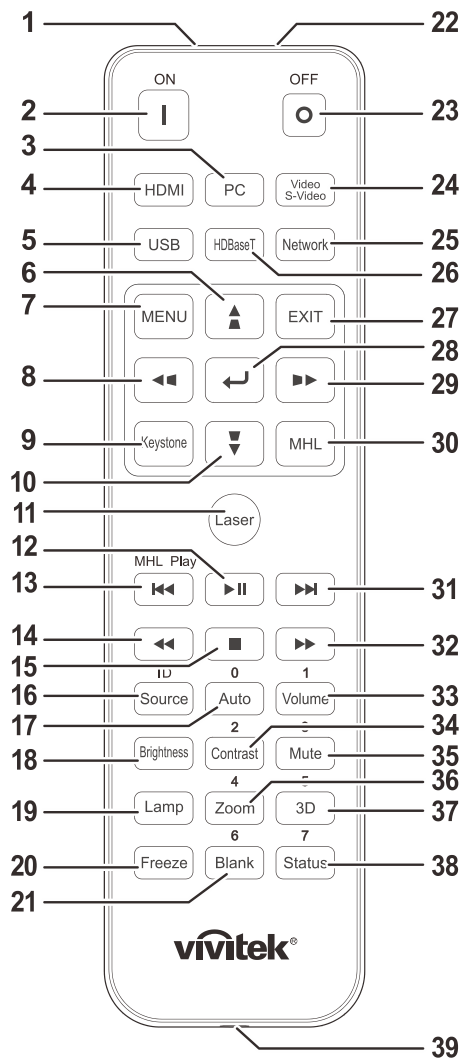 1 22
ON OFF
2 23
3
4 HDMI PC Video S-Video 24
5 USB HDBaseT Network 25
6 26
7 MENU EXIT 27
28
8 29
9 Keystone MHL 30
10
11 Laser
12 MHL Play
13 31
14 32
15 ID 0 1
16 Source Auto Volume 33
17 2 34
18 Brightness Contrast Mute 35
4 5 36
19 Lamp Zoom 3D 37
6 7
20 Freeze Blank Status 38
21
vivitek®
39